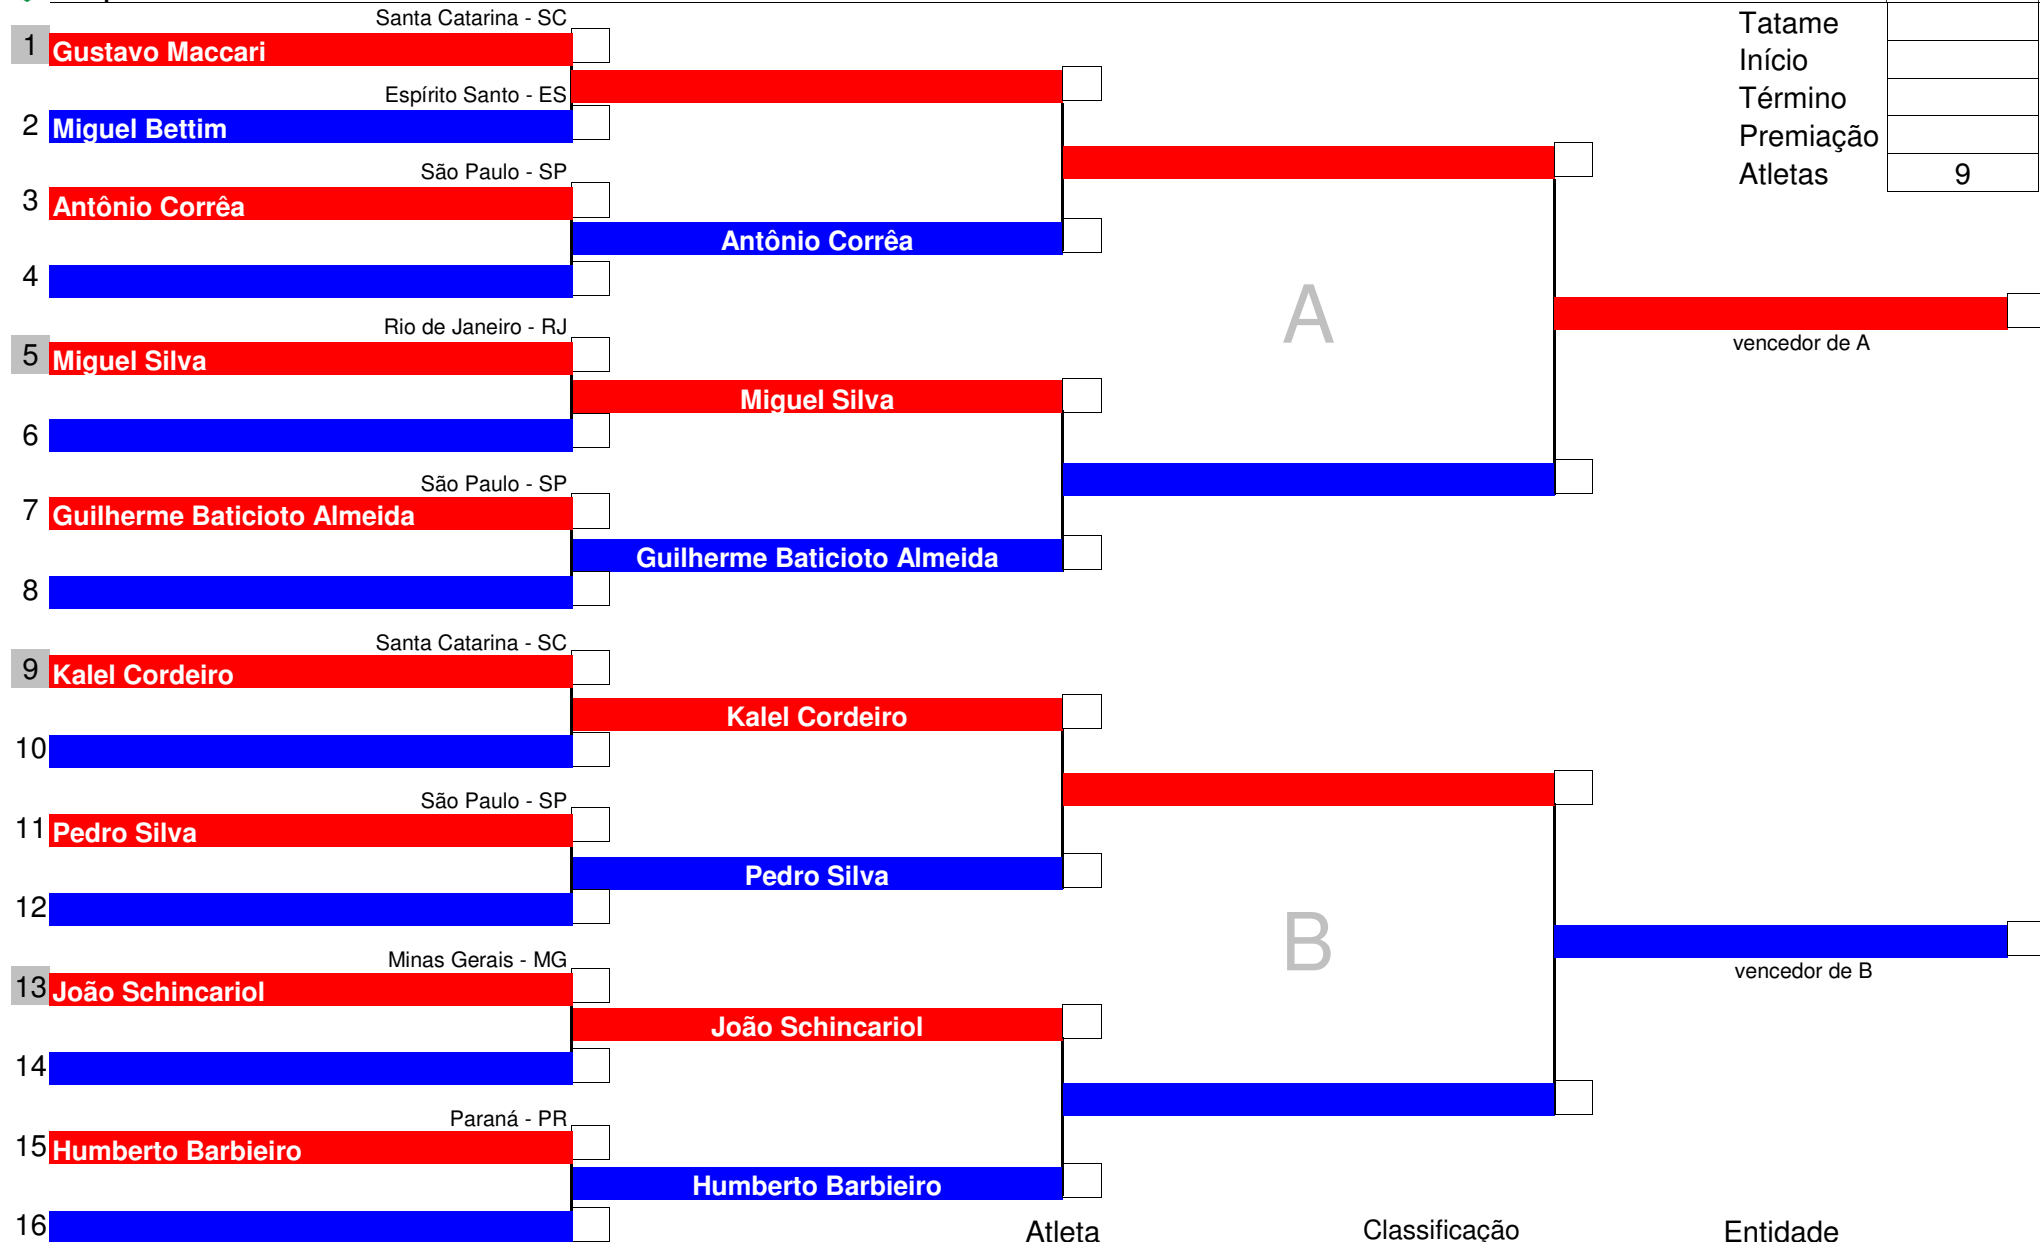 Santa Catarina - SC
1 Gustavo Maccari
Espírito Santo - ES
2 Miguel Bettim
São Paulo - SP
3 Antônio Corrêa
Antônio Corrêa
4
Rio de Janeiro - RJ
5 Miguel Silva
Miguel Silva
6
São Paulo - SP
7 Guilherme Baticioto Almeida
Guilherme Baticioto Almeida
8
Santa Catarina - SC
9 Kalel Cordeiro
Kalel Cordeiro
10
São Paulo - SP
11 Pedro Silva
Pedro Silva
12
Minas Gerais - MG
13 João Schincariol
João Schincariol
14
Paraná - PR
15 Humberto Barbieiro
Humberto Barbieiro
16
A
B
Tatame
Início
Término
Premiação
Atletas 9
vencedor de A
vencedor de B
Atleta Classificação Entidade